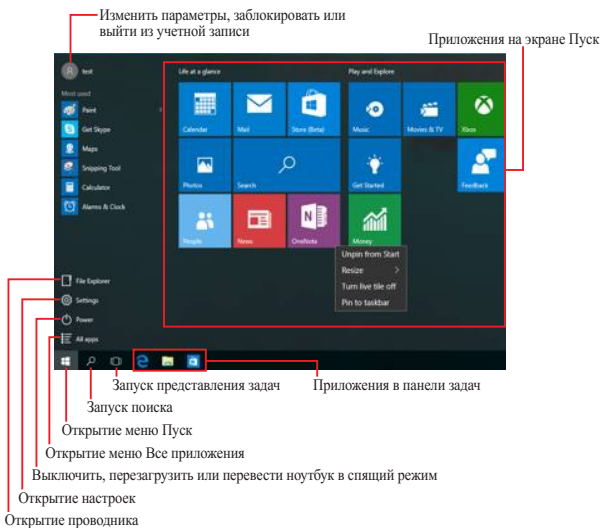 Изменить параметры, заблокировать или
выйти из учетной записи
Приложения на экране Пуск
test
Life at a glance
Play and Explore
Most used
Paint
Get Skype
Maps
Snipping Tool
Calculator
Alarms & Clock
Calendar
Mail
Store (Beta)
Music
Movies & TV
Xbox
Photos
Search
Get Started
Feedback
People
News
OneNote
Money
Unpin from Start
Resize
Turn live tile off
Pin to taskbar
File Explorer
Settings
Power
All apps
Запуск представления задач
Приложения в панели задач
Запуск поиска
Открытие меню Пуск
Открытие меню Все приложения
Выключить, перезагрузить или перевести ноутбук в спящий режим
Открытие настроек
Открытие проводника